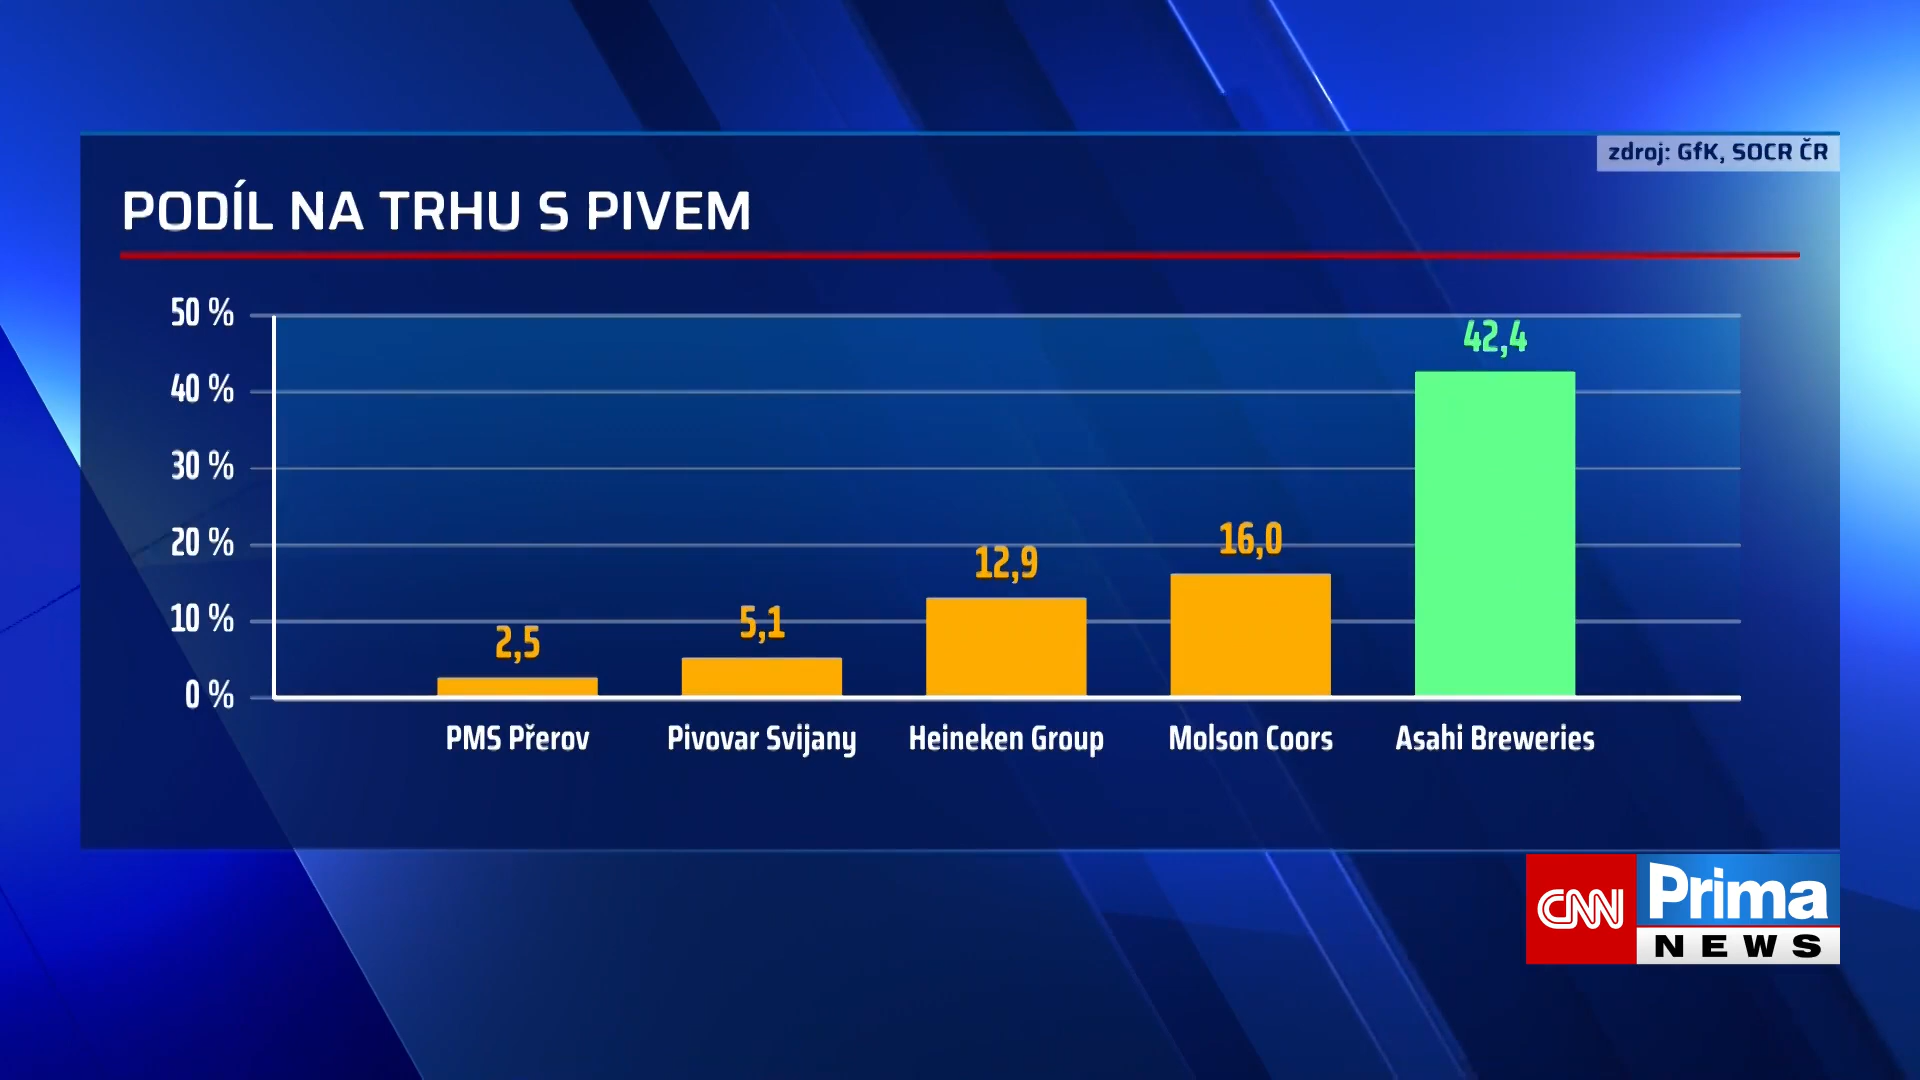 zdroj: GfK, SOCR ČR
PODÍL NA TRHU S PIVEM
50 %
40 %
30 %
20 %
10 %
0 %
2,5
5,1
12,9
16,0
42,4
PMS Přerov
Pivovar Svijany
Heineken Group
Molson Coors
Asahi Breweries
CNN Prima
NEWS